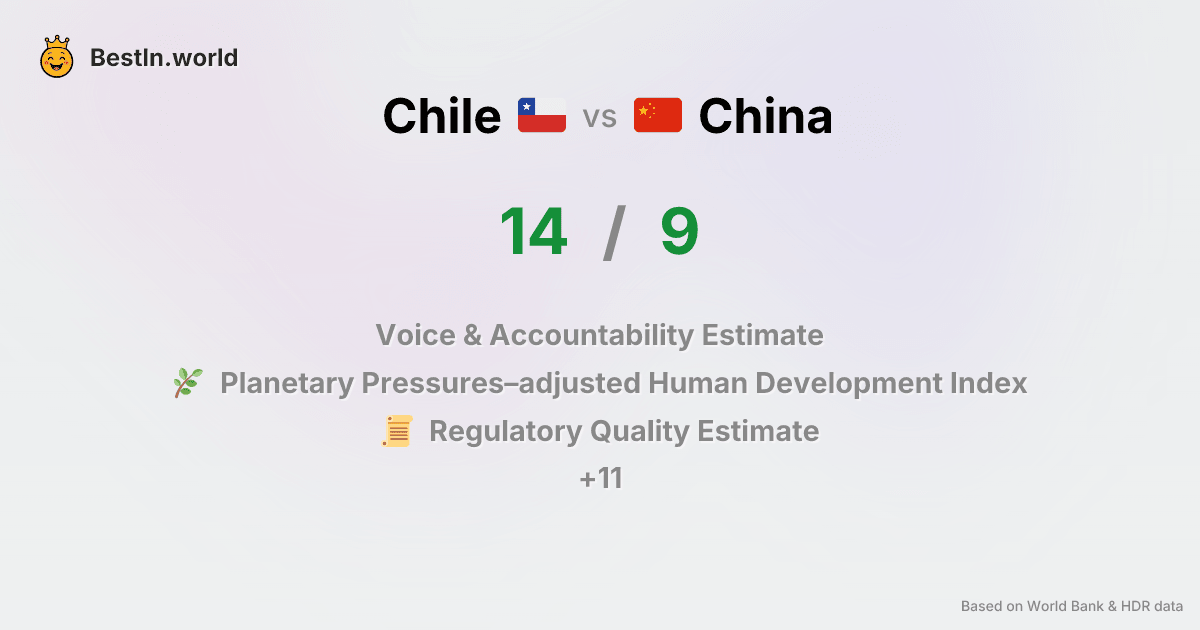 BestIn.world
Chile vs China
14 / 9
Voice & Accountability Estimate
Planetary Pressures–adjusted Human Development Index
Regulatory Quality Estimate
+11
Based on World Bank & HDR data